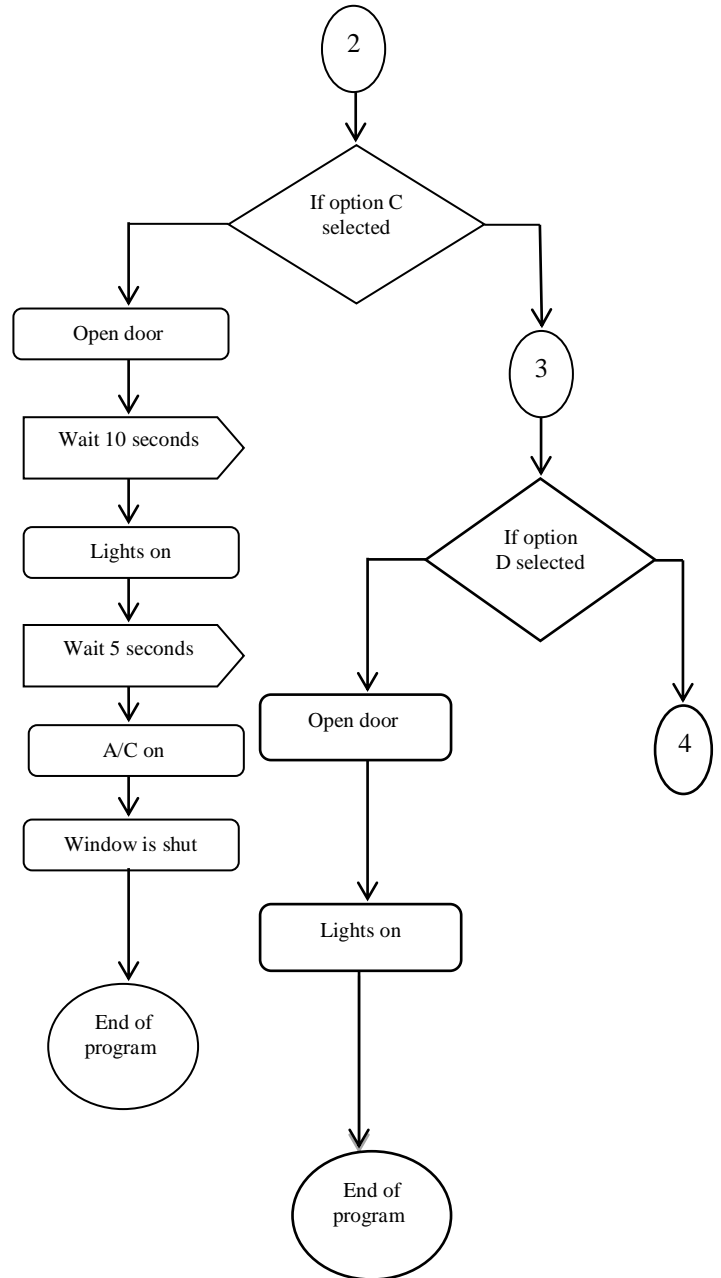 2
If option C
selected
Open door
Wait 10 seconds
Lights on
Wait 5 seconds
A/C on
Window is shut
End of
program
3
If option
D selected
Open door
Lights on
End of
program
4